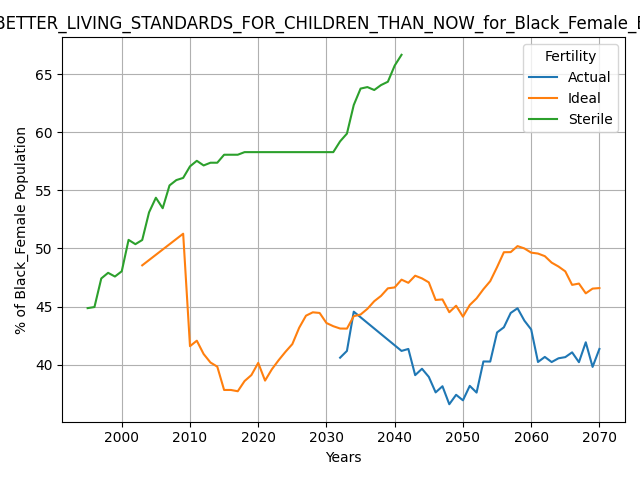 BETTER_LIVING_STANDARDS_FOR_CHILDREN_THAN_NOW_for_Black_Female_
Fertility
Actual
Ideal
Sterile
% of Black_Female Population
65
60
55
50
45
40
2000
2010
2020
2030
2040
2050
2060
2070
Years